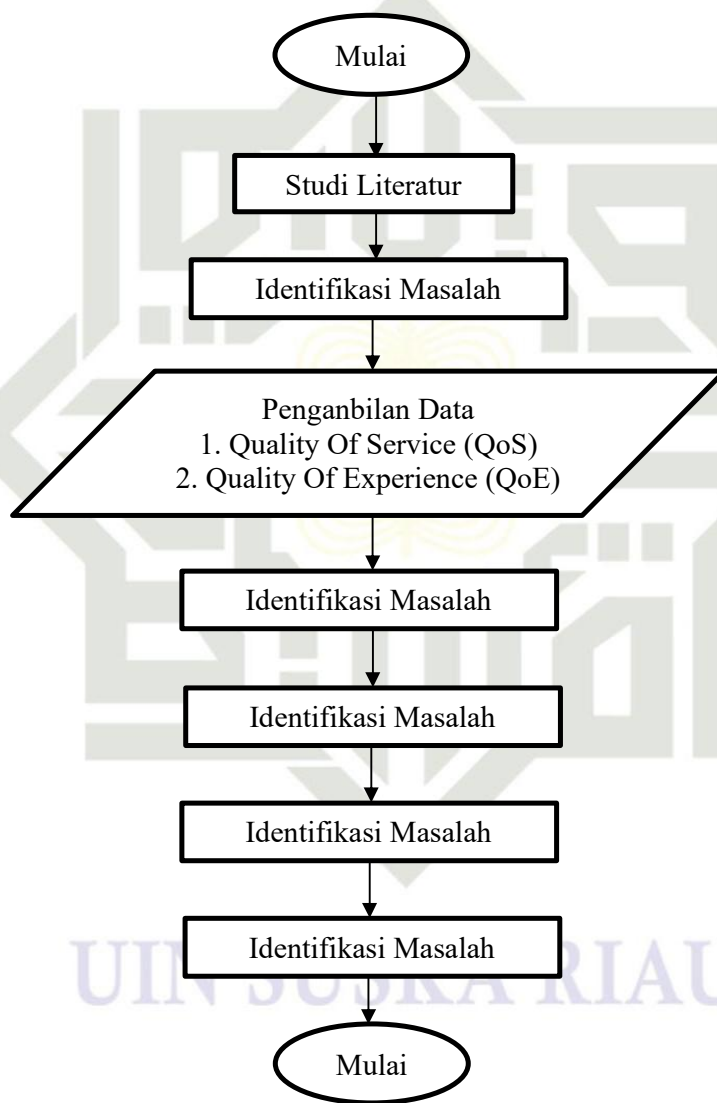 Mulai
Studi Literatur
Identifikasi Masalah
Penganbilan Data
1. Quality Of Service (QoS)
2. Quality Of Experience (QoE)
Identifikasi Masalah
Identifikasi Masalah
Identifikasi Masalah
Identifikasi Masalah
UIN SUSKA RIAU
Mulai